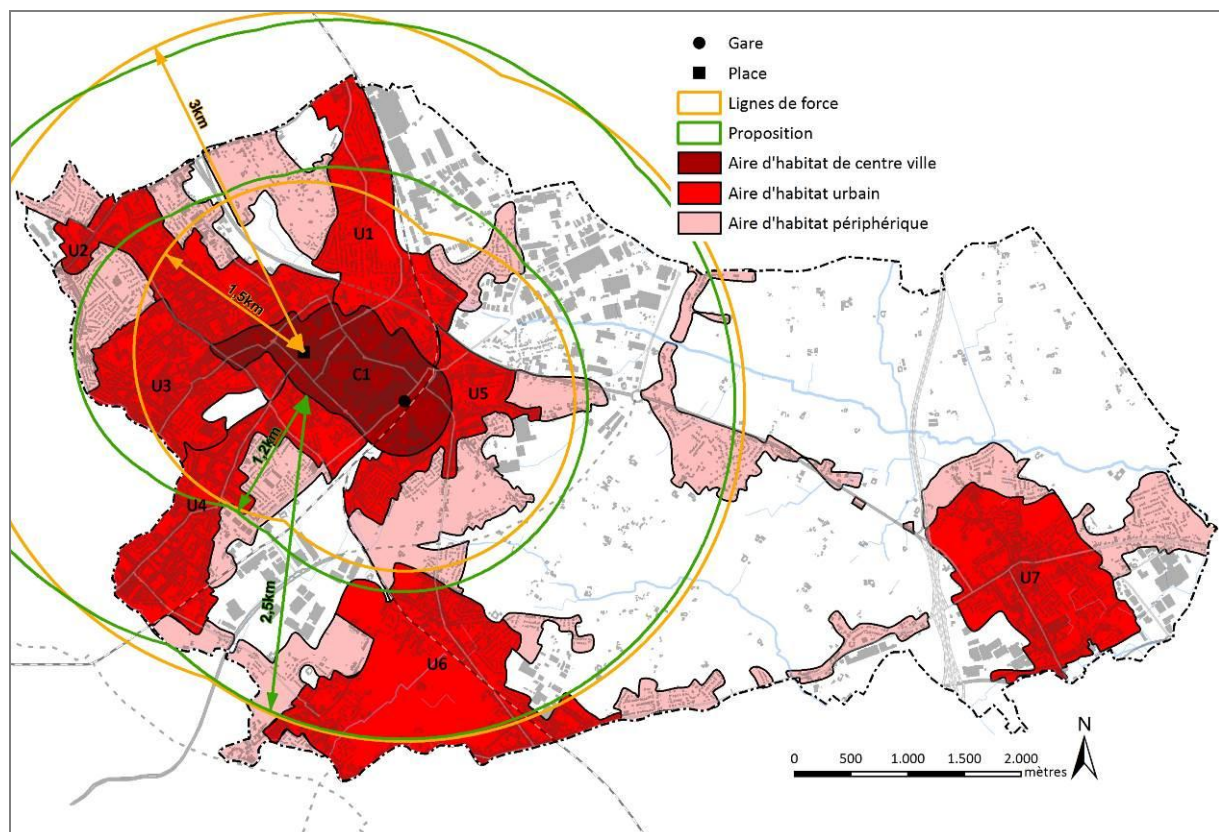 Gare
Place
Lignes de force
Proposition
Aire d'habitat de centre ville
Aire d'habitat urbain
Aire d'habitat périphérique
3km
U1
U2
1,5km
C1
U3
U5
1,2km
U4
2,5km
U6
U7
N
0 500 1.000 1.500 2.000
mètres